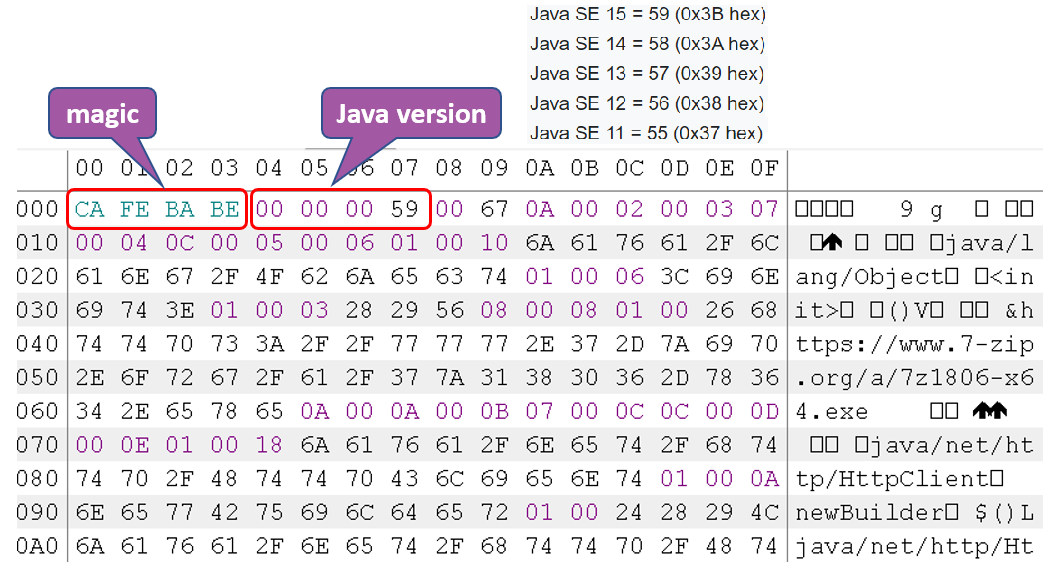 Java SE 15 = 59 (0x3B hex)
Java SE 14 = 58 (0x3A hex)
Java SE 13 = 57 (0x39 hex)
Java SE 12 = 56 (0x38 hex)
Java SE 11 = 55 (0x37 hex)
magic
Java version
00 01 02 03 04 05 06 07 08 09 0A 0B 0C 0D 0E 0F
000 CA FE BA BE 00 00 00 59 00 67 0A 00 02 00 03 07 □□□□ 9 g □ □□
010 00 04 0C 00 05 00 06 01 00 10 6A 61 76 61 2F 6C □🡅 □ □□ □java/l
020 61 6E 67 2F 4F 62 6A 65 63 74 01 00 06 3C 69 6E ang/Object□ □<in
030 69 74 3E 01 00 03 28 29 56 08 00 08 01 00 26 68 it>□ □()V□ □□ &h
040 74 74 70 73 3A 2F 2F 77 77 77 2E 37 2D 7A 69 70 ttps://www.7-zip
050 2E 6F 72 67 2F 61 2F 37 7A 31 38 30 36 2D 78 36 .org/a/7z1806-x6
060 34 2E 65 78 65 0A 00 0A 00 0B 07 00 0C 0C 00 0D 4.exe □□ 🡅🡅
070 00 0E 01 00 18 6A 61 76 61 2F 6E 65 74 2F 68 74 □□ □java/net/ht
080 74 70 2F 48 74 74 70 43 6C 69 65 6E 74 01 00 0A tp/HttpClient□
090 6E 65 77 42 75 69 6C 64 65 72 01 00 24 28 29 4C newBuilder□ $()L
0A0 6A 61 76 61 2F 6E 65 74 2F 68 74 74 70 2F 48 74 java/net/http/Ht